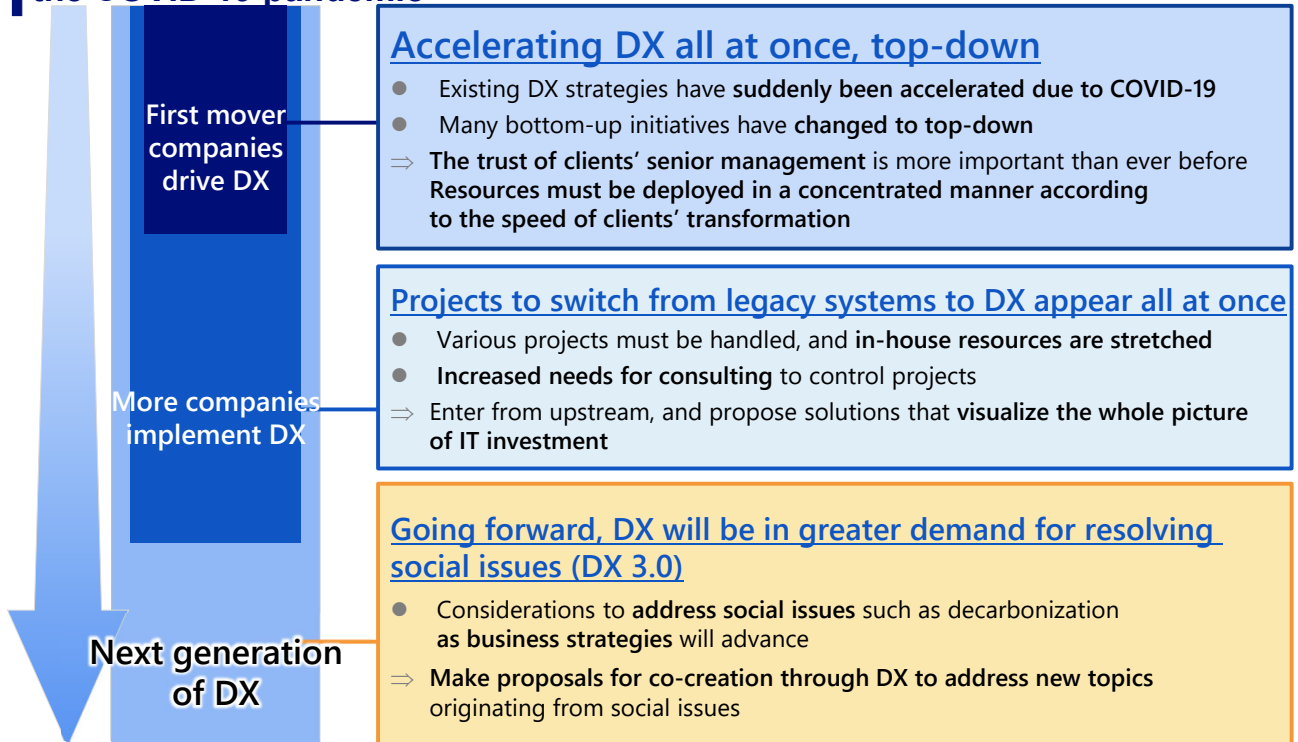 First mover
companies
drive DX
Accelerating DX all at once, top-down
● Existing DX strategies have suddenly been accelerated due to COVID-19
● Many bottom-up initiatives have changed to top-down
⇒ The trust of clients’ senior management is more important than ever before
Resources must be deployed in a concentrated manner according
to the speed of clients’ transformation
More companies
implement DX
Projects to switch from legacy systems to DX appear all at once
● Various projects must be handled, and in-house resources are stretched
● Increased needs for consulting to control projects
⇒ Enter from upstream, and propose solutions that visualize the whole picture
of IT investment
Next generation
of DX
Going forward, DX will be in greater demand for resolving
social issues (DX 3.0)
● Considerations to address social issues such as decarbonization
as business strategies will advance
⇒ Make proposals for co-creation through DX to address new topics
originating from social issues